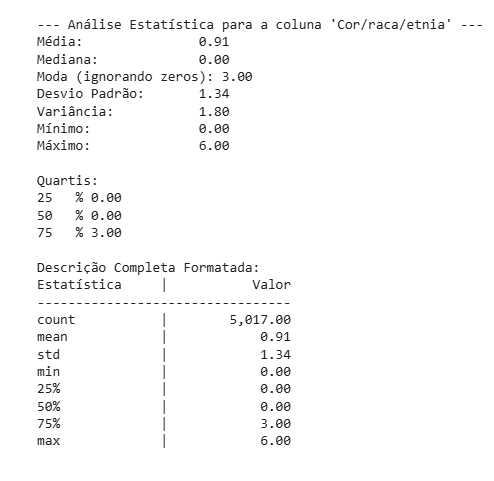 --- Análise Estatística para a coluna 'Cor/raca/etnia' ---
Média: 0.91
Mediana: 0.00
Moda (ignorando zeros): 3.00
Desvio Padrão: 1.34
Variância: 1.80
Mínimo: 0.00
Máximo: 6.00
Quartis:
25 % 0.00
50 % 0.00
75 % 3.00
Descrição Completa Formatada:
Estatística | Valor
---------------------------------
count | 5,017.00
mean | 0.91
std | 1.34
min | 0.00
25% | 0.00
50% | 0.00
75% | 3.00
max | 6.00